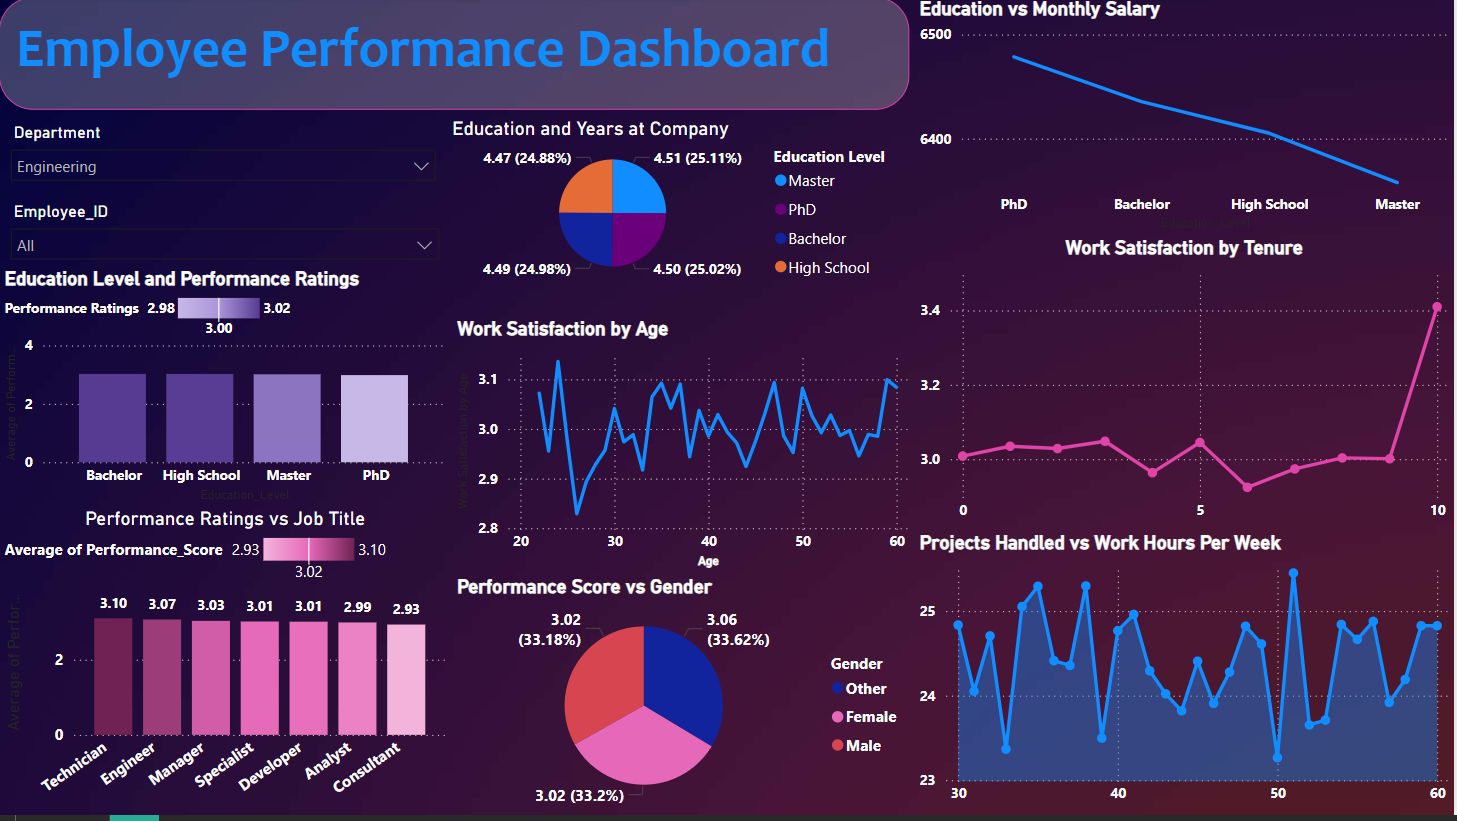 Employee Performance Dashboard
Department
Engineering
Employee_ID
All
Education Level and Performance Ratings
Performance Ratings 2.98 3.02
3.00
4
2
0
Bachelor High School Master PhD
Education_Level
Performance Ratings vs Job Title
Average of Performance_Score 2.93 3.10
3.02
3.10 3.07 3.03 3.01 3.01 2.99 2.93
Average of Perfor...
2
0
Technician Engineer Manager Specialist Developer Analyst Consultant
Education and Years at Company
4.47 (24.88%) 4.51 (25.11%)
4.49 (24.98%) 4.50 (25.02%)
Education Level
Master
PhD
Bachelor
High School
Work Satisfaction by Age
Work Satisfaction by Age
3.1
3.0
2.9
2.8
20 30 40 50 60
Age
Performance Score vs Gender
3.02
(33.18%)
3.06
(33.62%)
3.02 (33.2%)
Gender
Other
Female
Male
Education vs Monthly Salary
6500
6400
PhD Bachelor High School Master
Work Satisfaction by Tenure
3.4
3.2
3.0
0 5 10
Projects Handled vs Work Hours Per Week
25
24
23
30 40 50 60